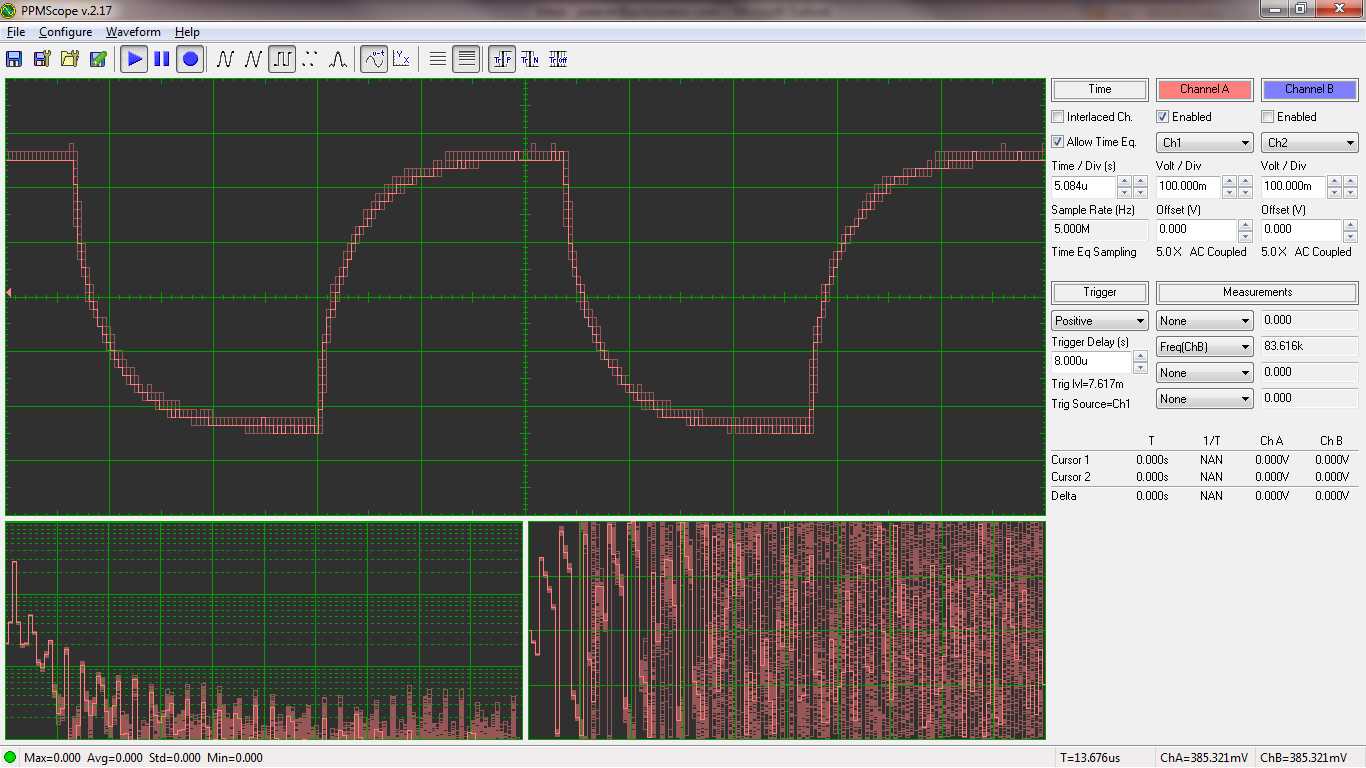 PPMScope v.2.17
File Configure Waveform Help
Time Channel A Channel B
Interlaced Ch. Enabled Enabled
Allow Time Eq. Ch1 Ch2
Time / Div (s) Volt / Div Volt / Div
5.084u 100.000m 100.000m
Sample Rate (Hz) Offset (V) Offset (V)
5.000M 0.000 0.000
Time Eq Sampling 5.0 X AC Coupled 5.0 X AC Coupled
Trigger Measurements
Positive None 0.000
Trigger Delay (s) Freq(ChB) 83.616k
8.000u None 0.000
Trig lvl=7.617m
Trig Source=Ch1 None 0.000
T 1/T Ch A Ch B
Cursor 1 0.000s NAN 0.000V 0.000V
Cursor 2 0.000s NAN 0.000V 0.000V
Delta 0.000s NAN 0.000V 0.000V
Max=0.000 Avg=0.000 Std=0.000 Min=0.000 T=13.676us ChA=385.321mV ChB=385.321mV